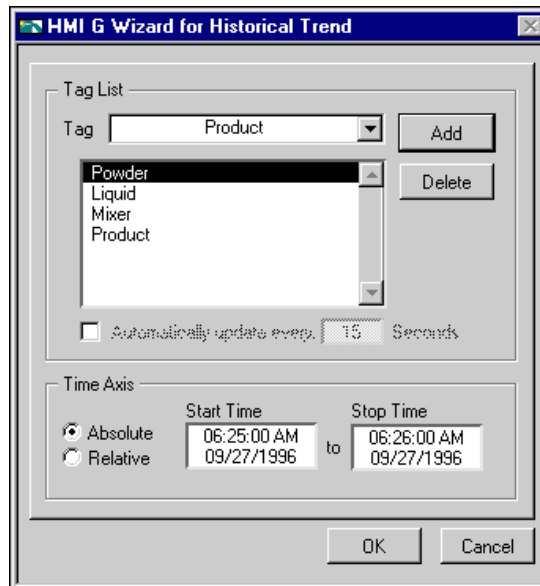 HMI G Wizard for Historical Trend
Tag List
Tag Product Add
Powder Delete
Liquid
Mixer
Product
Automatically update every. 15 Seconds
Time Axis
Start Time Stop Time
Absolute 06:25:00 AM to 06:26:00 AM
Relative 09/27/1996 09/27/1996
OK Cancel